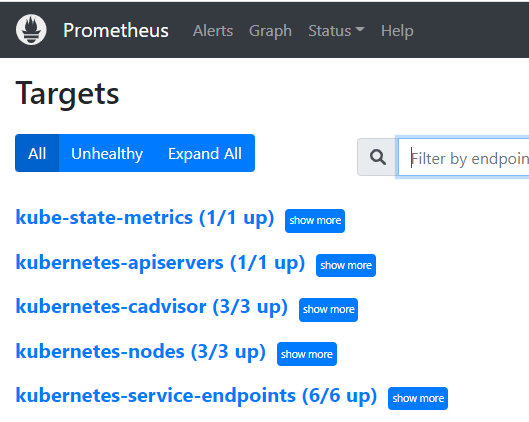 Prometheus Alerts Graph Status Help
Targets
All Unhealthy Expand All
Filter by endpoin
kube-state-metrics (1/1 up) show more
kubernetes-apiservers (1/1 up) show more
kubernetes-cadvisor (3/3 up) show more
kubernetes-nodes (3/3 up) show more
kubernetes-service-endpoints (6/6 up) show more